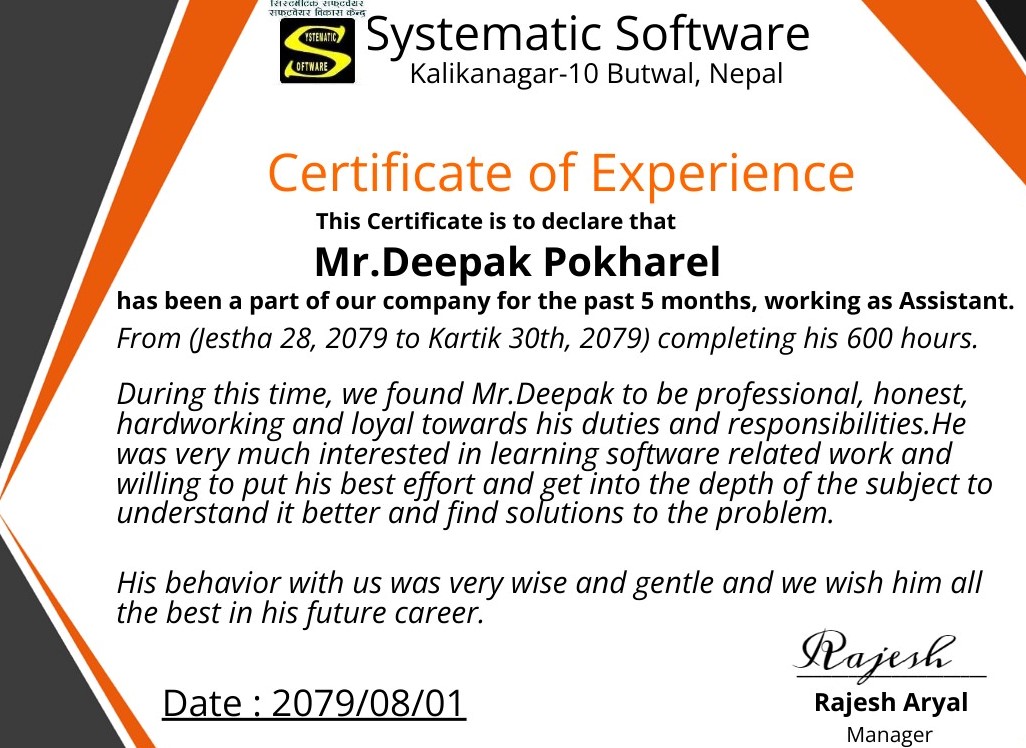 सिस्टमेटिक सफ्टवेयर
सफ्टवेयर विकास केन्द्र
YSTEMATIC
OFTWARE
Systematic Software
Kalikanagar-10 Butwal, Nepal
Certificate of Experience
This Certificate is to declare that
Mr.Deepak Pokharel
has been a part of our company for the past 5 months, working as Assistant.
From (Jestha 28, 2079 to Kartik 30th, 2079) completing his 600 hours.
During this time, we found Mr.Deepak to be professional, honest,
hardworking and loyal towards his duties and responsibilities.He
was very much interested in learning software related work and
willing to put his best effort and get into the depth of the subject to
understand it better and find solutions to the problem.
His behavior with us was very wise and gentle and we wish him all
the best in his future career.
Rajesh
Date : 2079/08/01
Rajesh Aryal
Manager